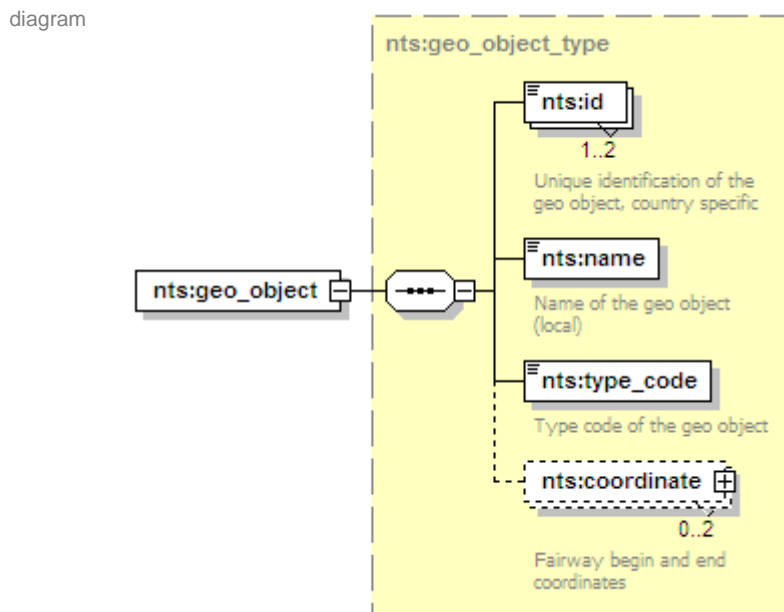 diagram
nts:geo_object_type
nts:id
1..2
Unique identification of the
geo object, country specific
nts:name
Name of the geo object
(local)
nts:geo_object
nts:type_code
Type code of the geo object
nts:coordinate
0..2
Fairway begin and end
coordinates